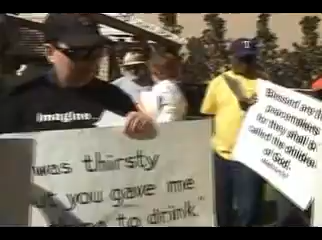 Imagine...
was thirsty
ut you gave me
to drink."
Blessed are the
peacemakers
for they shall b
called the children
of God.